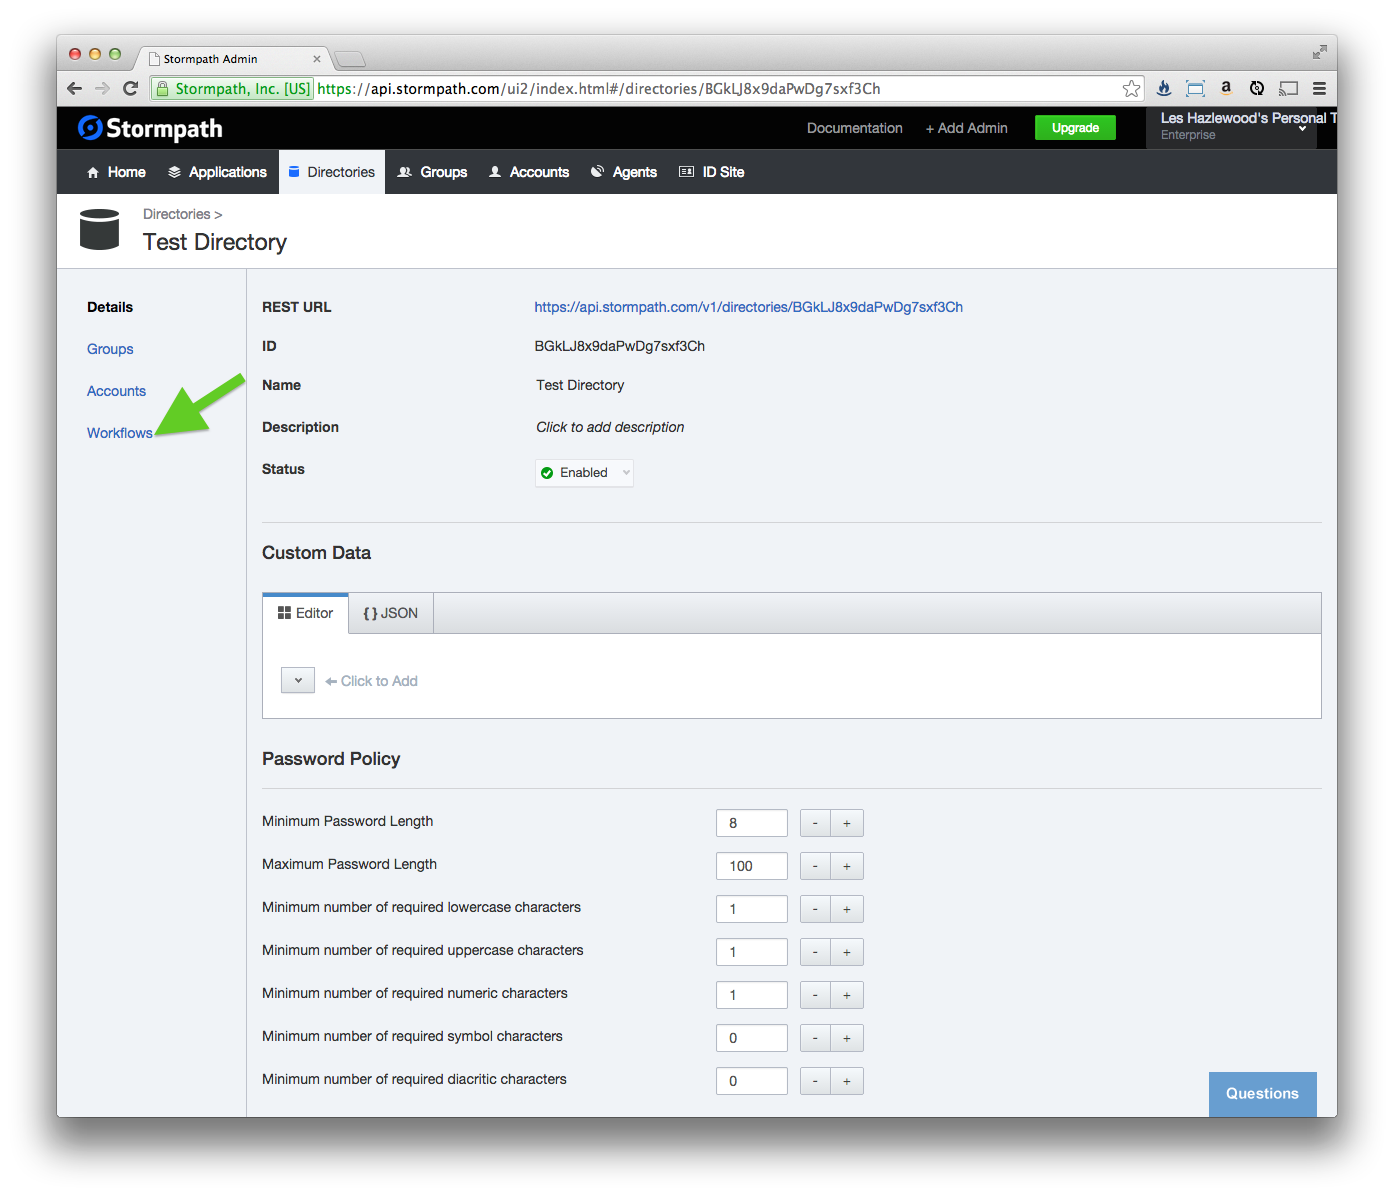 Stormpath Admin
Stormpath, Inc. [US] https://api.stormpath.com/ui2/index.html#/directories/BGkLJ8x9daPwDg7sxf3Ch
Stormpath Documentation + Add Admin Upgrade Les Hazlewood's Personal T
Enterprise
Home Applications Directories Groups Accounts Agents ID Site
Directories >
Test Directory
Details
Groups
Accounts
Workflows
REST URL https://api.stormpath.com/v1/directories/BGkLJ8x9daPwDg7sxf3Ch
ID BGkLJ8x9daPwDg7sxf3Ch
Name Test Directory
Description Click to add description
Status Enabled
Custom Data
Editor { } JSON
Click to Add
Password Policy
Minimum Password Length 8 - +
Maximum Password Length 100 - +
Minimum number of required lowercase characters 1 - +
Minimum number of required uppercase characters 1 - +
Minimum number of required numeric characters 1 - +
Minimum number of required symbol characters 0 - +
Minimum number of required diacritic characters 0 - +
Questions